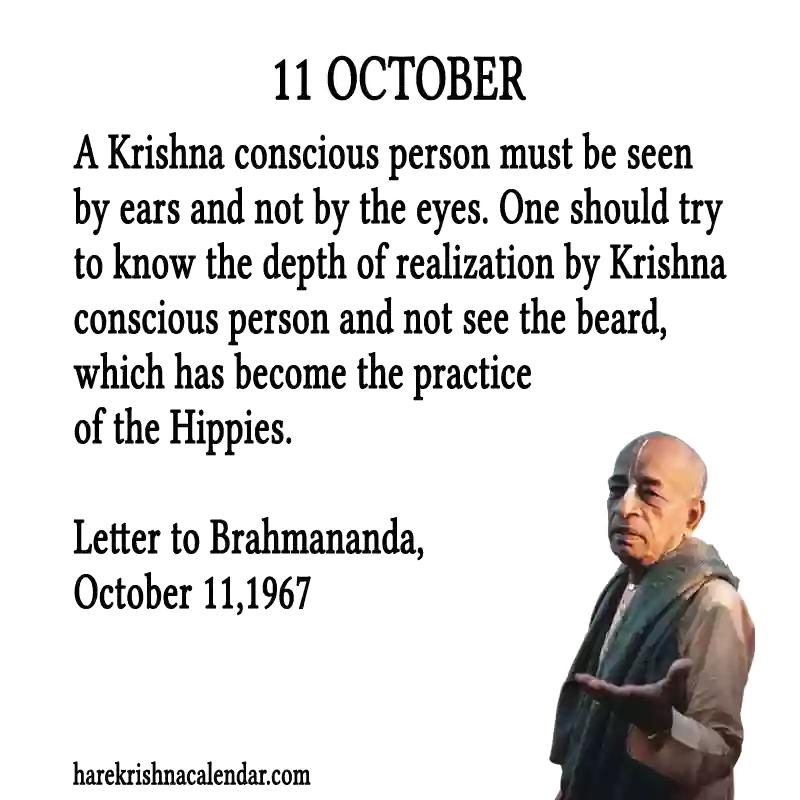 11 OCTOBER
A Krishna conscious person must be seen
by ears and not by the eyes. One should try
to know the depth of realization by Krishna
conscious person and not see the beard,
which has become the practice
of the Hippies.
Letter to Brahmananda,
October 11,1967
harekrishnacalendar.com